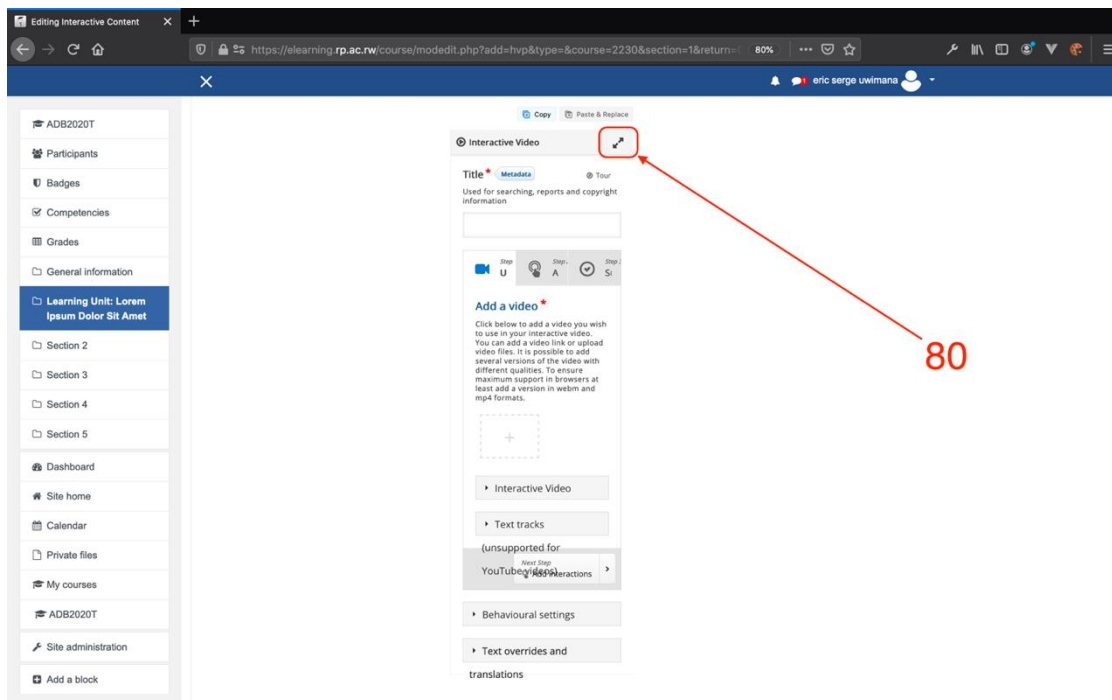 Editing Interactive Content
https://elearning.rp.ac.rw/course/modedit.php?add=hvp&type=&course=2230&section=1&return=
80%
eric serge uwimana
ADB2020T
Participants
Badges
Competencies
Grades
General information
Learning Unit: Lorem
Ipsum Dolor Sit Amet
Section 2
Section 3
Section 4
Section 5
Dashboard
Site home
Calendar
Private files
My courses
ADB2020T
Site administration
Add a block
Copy
Paste & Replace
Interactive Video
Title * Metadata
Tour
Used for searching, reports and copyright
information
Step
U
Step
A
Step
Add a video *
Click below to add a video you wish
to use in your interactive video.
You can add a video link or upload
video files. It is possible to add
several versions of the video with
different qualities. To ensure
maximum support in browsers at
least add a version in webm and
mp4 formats.
Interactive Video
Text tracks
(unsupported for
YouTube videos)
Next Step
Add interactions
Behavioural settings
Text overrides and
translations
80